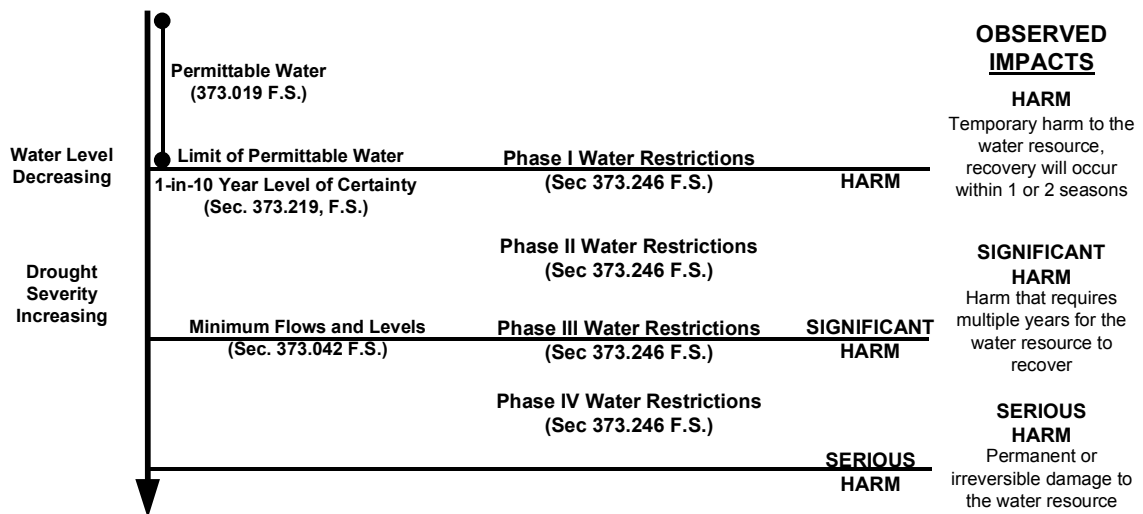 Permittable Water
(373.019 F.S.)
Water Level
Decreasing
Limit of Permittable Water
1-in-10 Year Level of Certainty
(Sec. 373.219, F.S.)
Phase I Water Restrictions
(Sec 373.246 F.S.)
HARM
Phase II Water Restrictions
(Sec 373.246 F.S.)
Drought
Severity
Increasing
Minimum Flows and Levels
(Sec. 373.042 F.S.)
Phase III Water Restrictions
(Sec 373.246 F.S.)
SIGNIFICANT
HARM
Phase IV Water Restrictions
(Sec 373.246 F.S.)
SERIOUS
HARM
OBSERVED
IMPACTS
HARM
Temporary harm to the
water resource,
recovery will occur
within 1 or 2 seasons
SIGNIFICANT
HARM
Harm that requires
multiple years for the
water resource to
recover
SERIOUS
HARM
Permanent or
irreversible damage to
the water resource